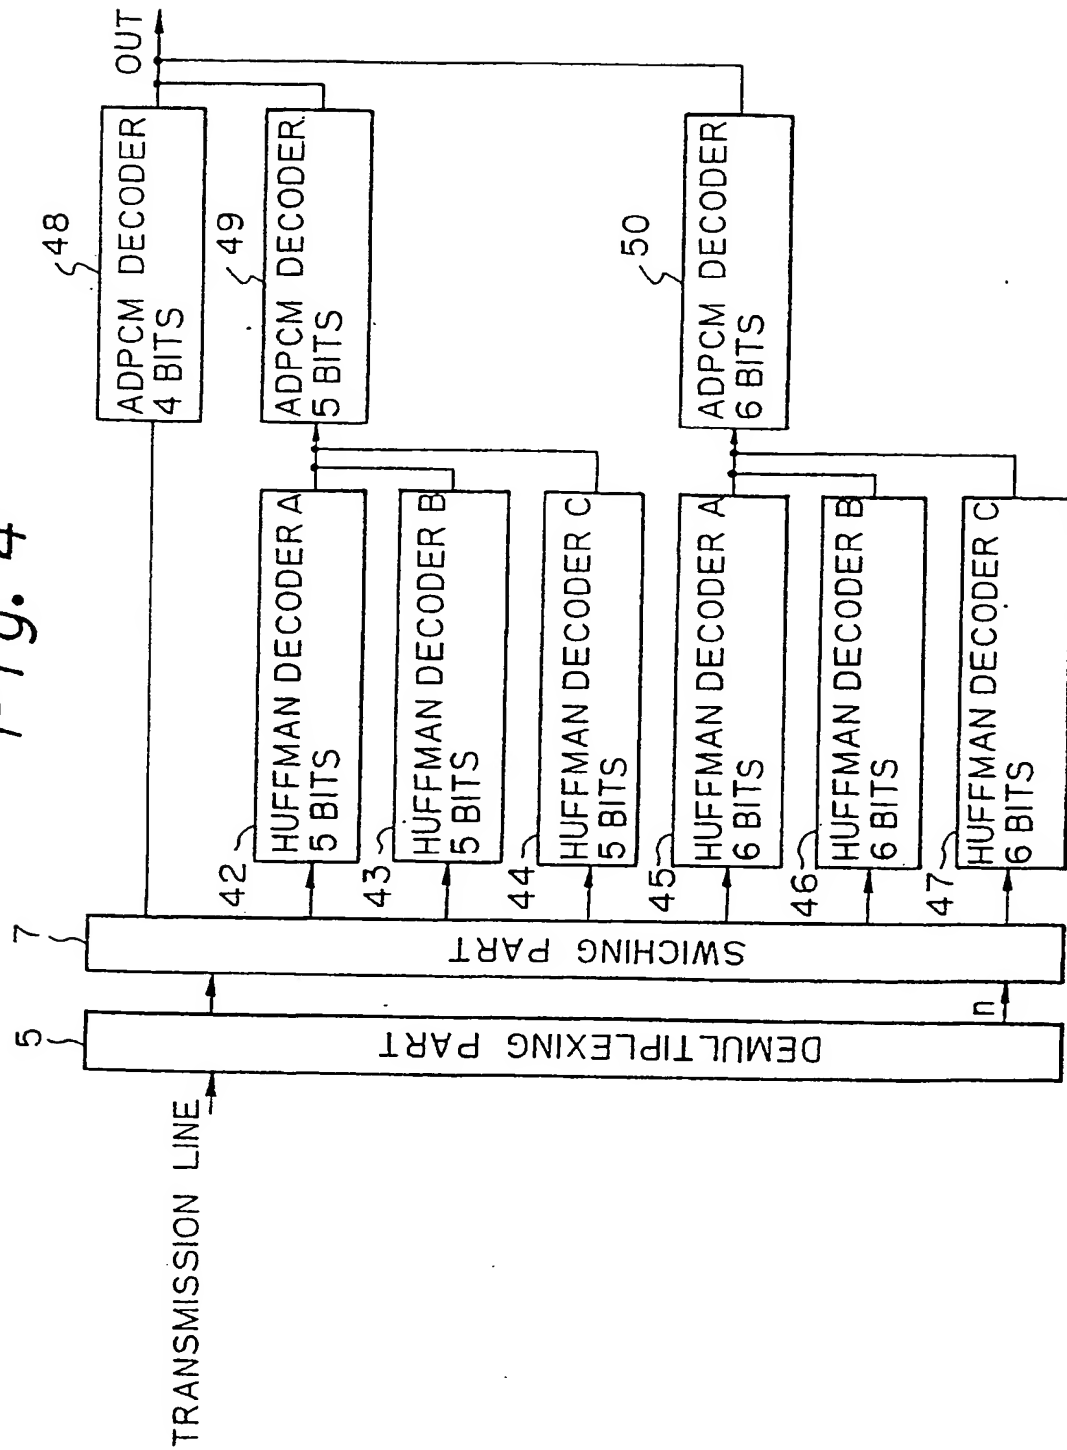 Fig. 4
TRANSMISSION LINE
5
DEMULTIPLEXING PART
n
7
SWICHING PART
42
HUFFMAN DECODER A
5 BITS
43
HUFFMAN DECODER B
5 BITS
44
HUFFMAN DECODER C
5 BITS
45
HUFFMAN DECODER A
6 BITS
46
HUFFMAN DECODER B
6 BITS
47
HUFFMAN DECODER C
6 BITS
48
ADPCM DECODER
4 BITS
49
ADPCM DECODER
5 BITS
50
ADPCM DECODER
6 BITS
OUT